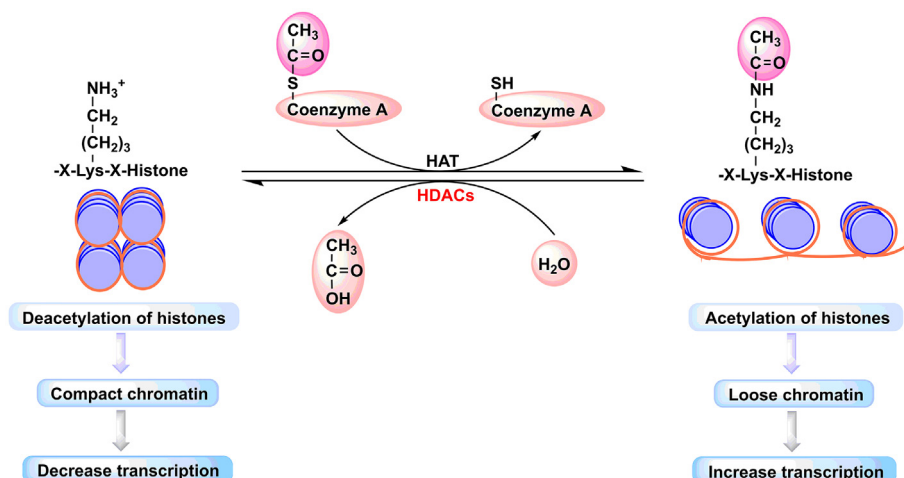 CH₃
C=O
S
Coenzyme A
SH
Coenzyme A
CH₃
C=O
NH
CH₂
(CH₂)₃
-X-Lys-X-Histone
NH₃⁺
CH₂
(CH₂)₃
-X-Lys-X-Histone
HAT
HDACs
CH₃
C=O
OH
H₂O
Deacetylation of histones
Compact chromatin
Decrease transcription
Acetylation of histones
Loose chromatin
Increase transcription